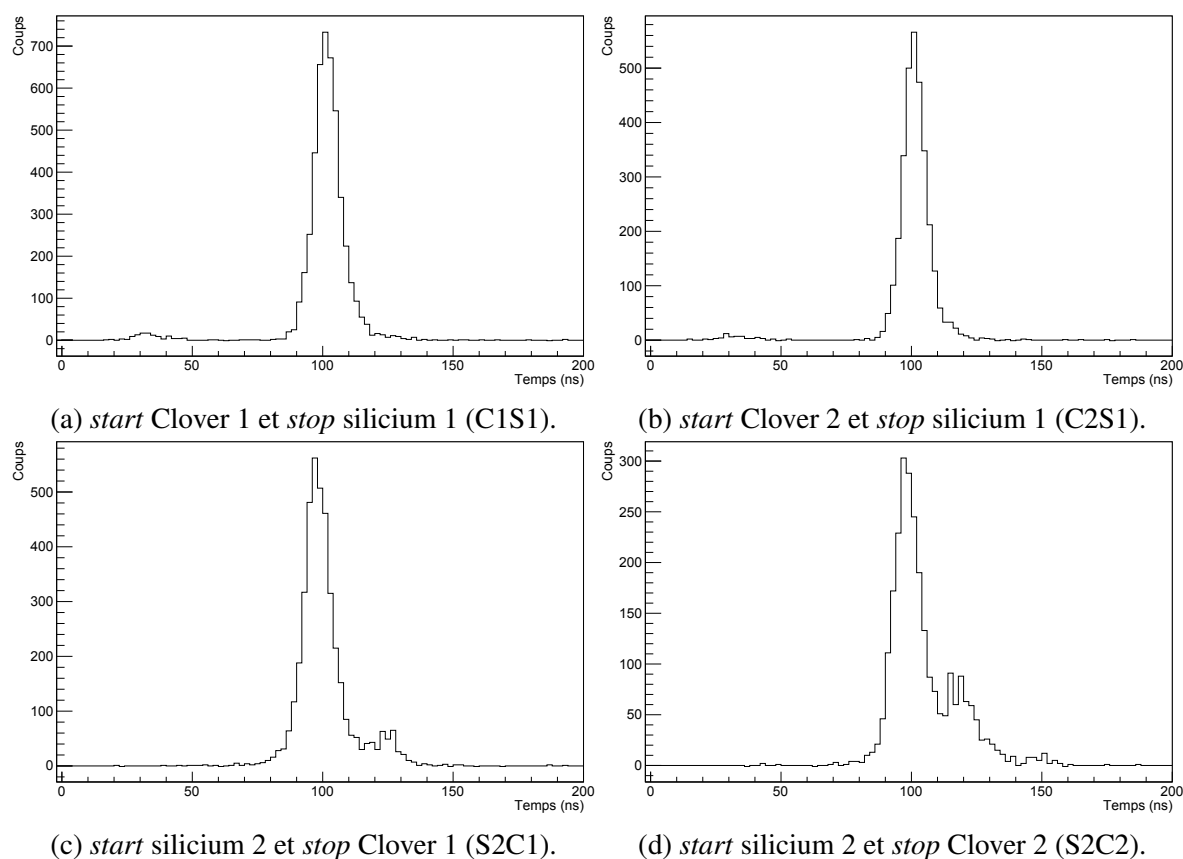 Coups
700
600
500
400
300
200
100
0
0 50 100 150 200
Temps (ns)
(a) start Clover 1 et stop silicium 1 (C1S1).
Coups
500
400
300
200
100
0
0 50 100 150 200
Temps (ns)
(b) start Clover 2 et stop silicium 1 (C2S1).
Coups
500
400
300
200
100
0
0 50 100 150 200
Temps (ns)
(c) start silicium 2 et stop Clover 1 (S2C1).
Coups
300
250
200
150
100
50
0
0 50 100 150 200
Temps (ns)
(d) start silicium 2 et stop Clover 2 (S2C2).